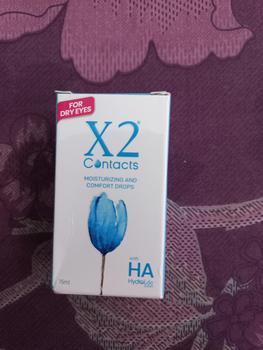 FOR
DRY EYES
X2
Contacts
MOISTURIZING AND
COMFORT DROPS
with
HA
15ml